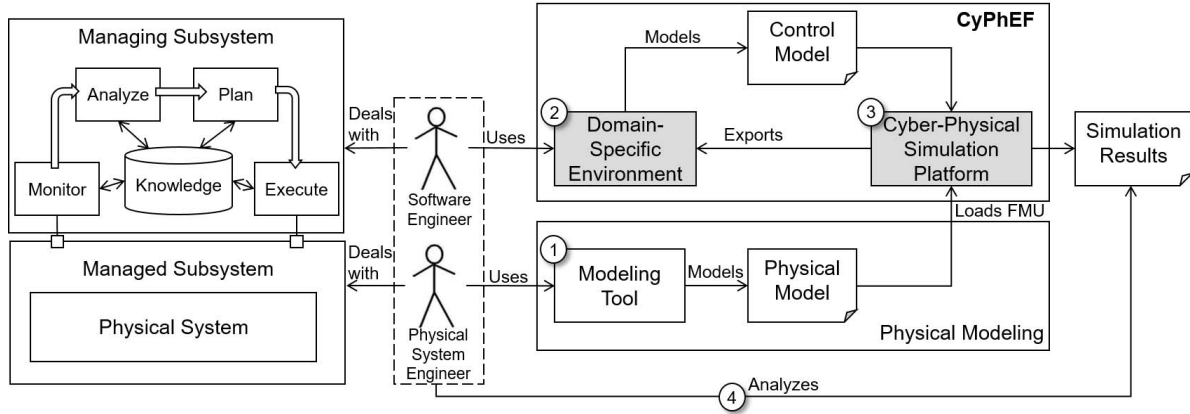 Managing Subsystem
Analyze
Plan
Monitor
Knowledge
Execute
Managed Subsystem
Physical System
Deals
with
Software
Engineer
Uses
Deals
with
Physical
System
Engineer
Uses
CyPhEF
Models
Control
Model
2
Domain-
Specific
Environment
Exports
3
Cyber-Physical
Simulation
Platform
Simulation
Results
Loads FMU
1
Modeling
Tool
Models
Physical
Model
Physical Modeling
4
Analyzes